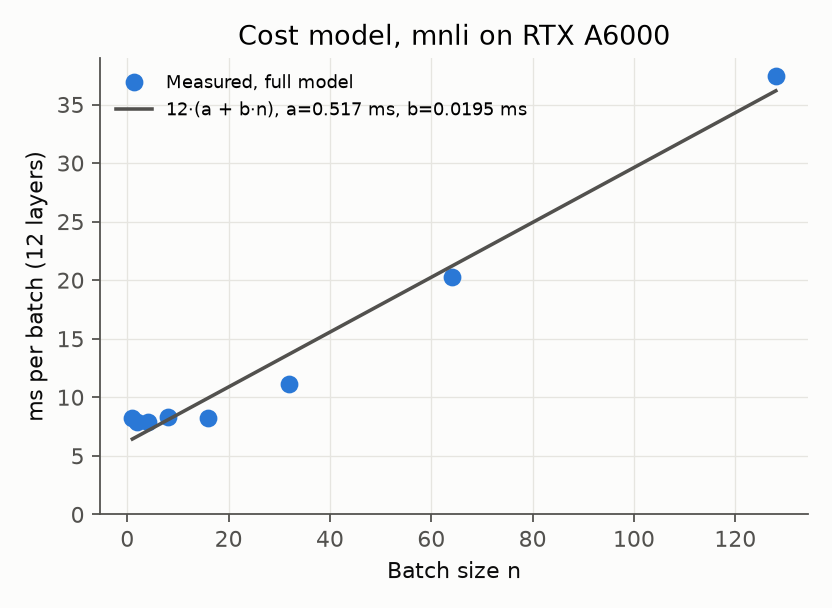 Cost model, mnli on RTX A6000
Measured, full model
12·(a + b·n), a=0.517 ms, b=0.0195 ms
ms per batch (12 layers)
35
30
25
20
15
10
5
0
0 20 40 60 80 100 120
Batch size n